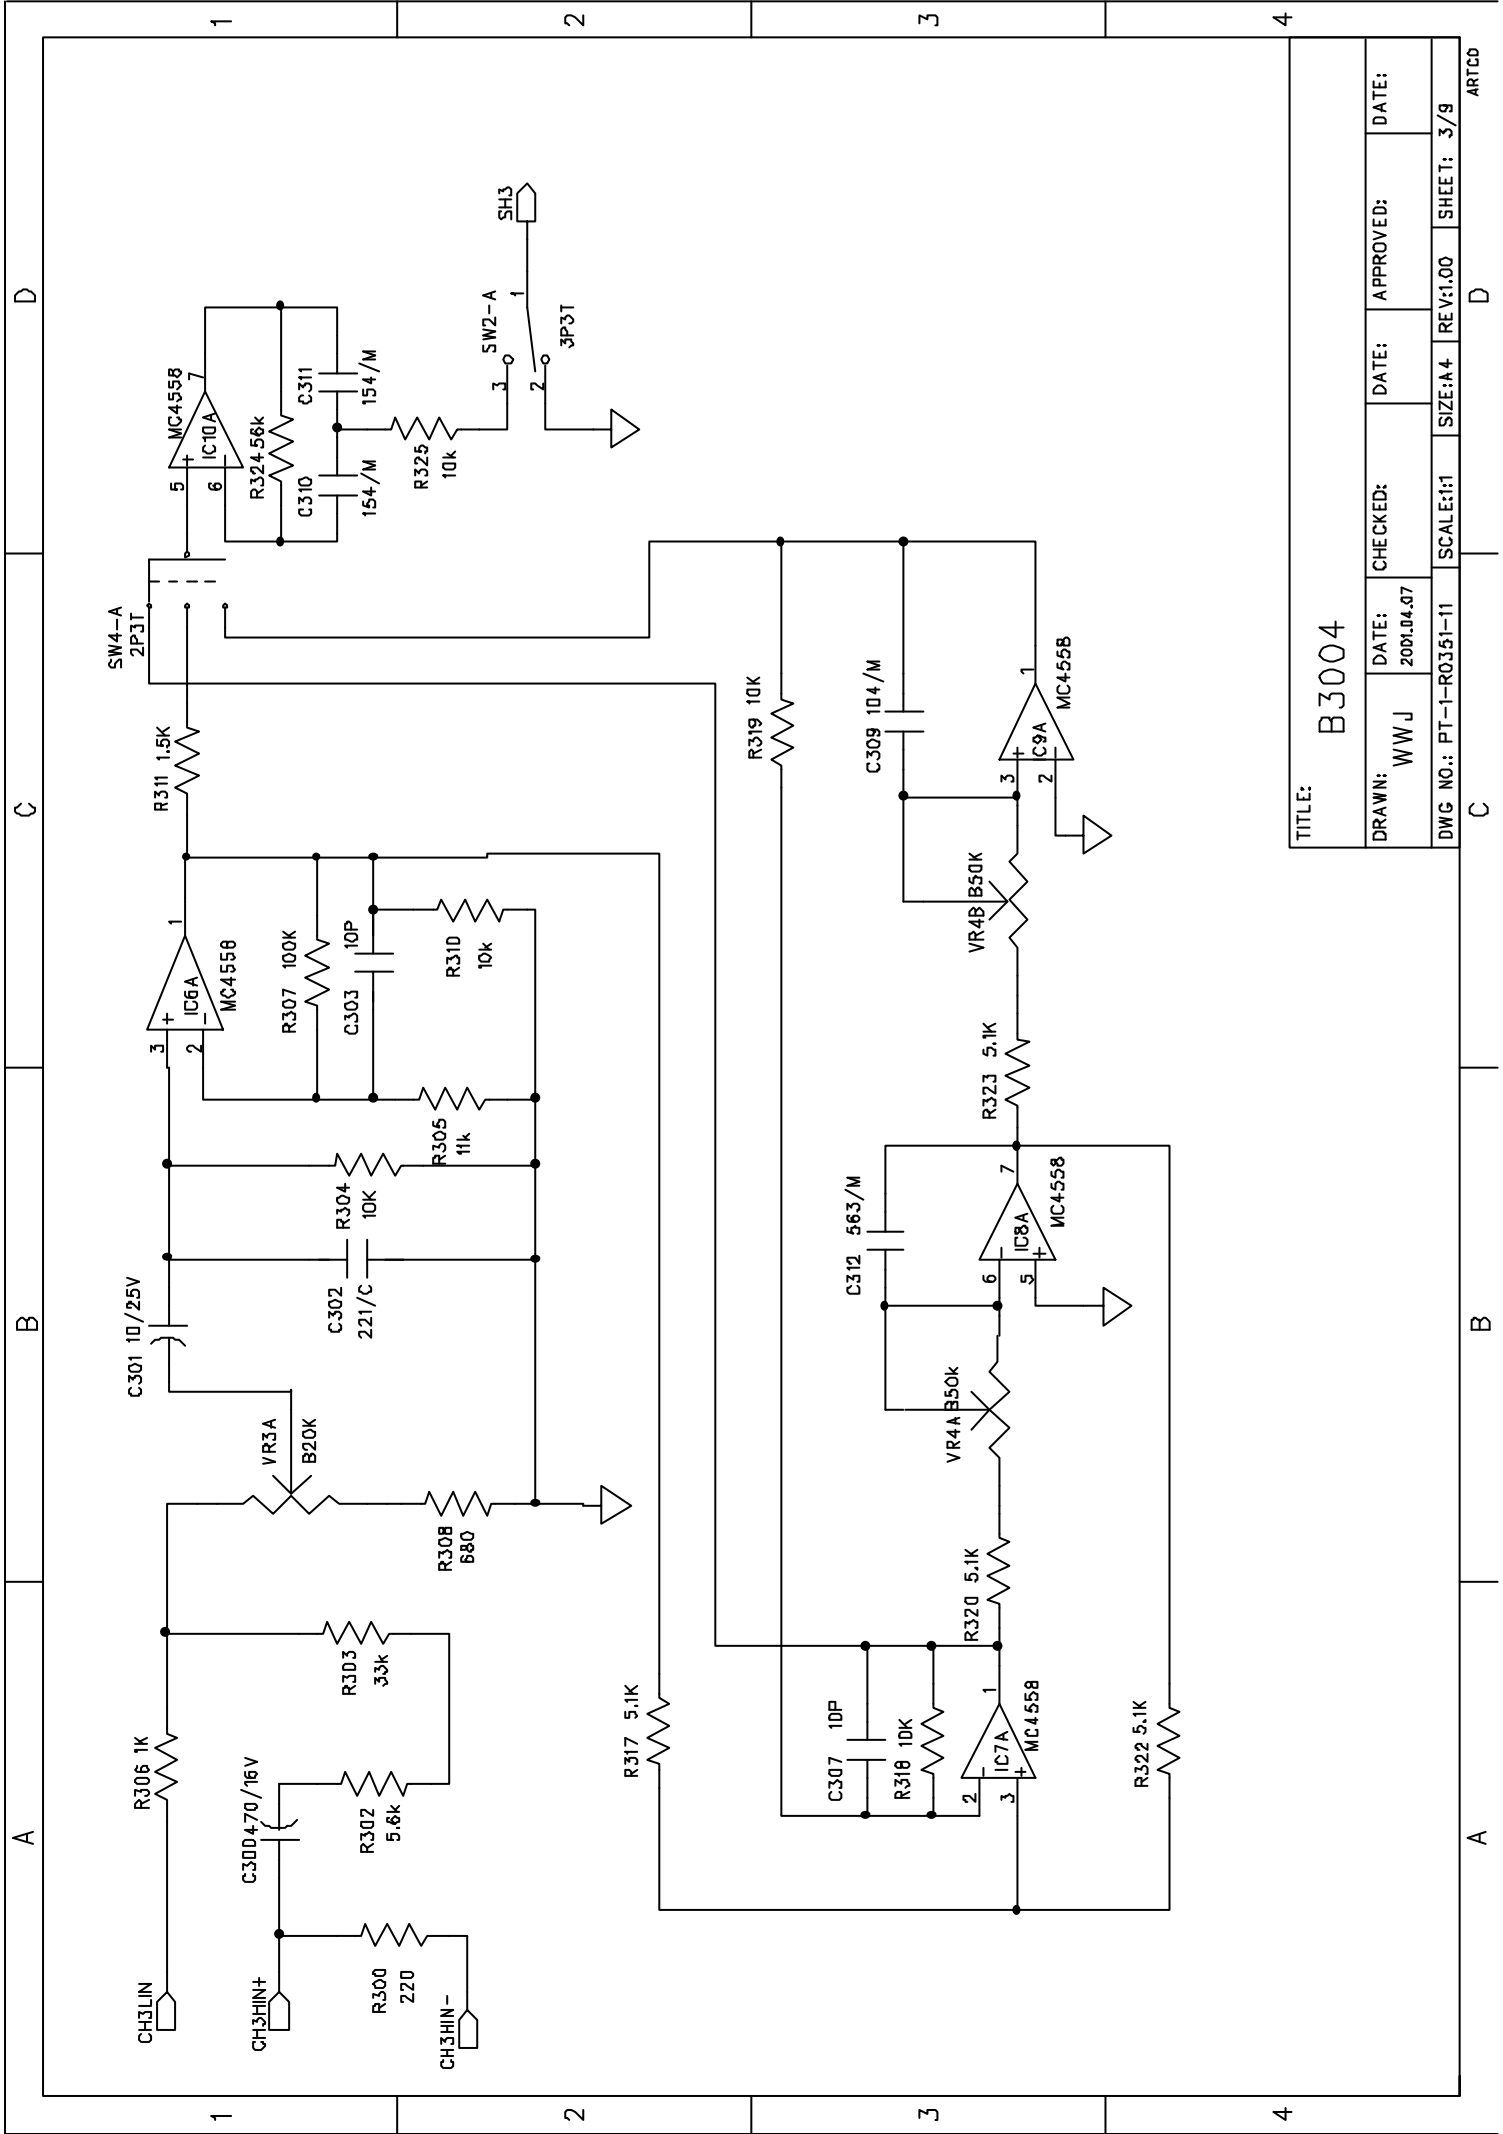 A
B
C
D
1
2
3
4
CH3LIN
R306 1K
CH3HIN+
C300 470/16V
R300
220
CH3HIN-
R302
5.6k
R303
33k
VR3A
B20K
R308
680
C301 10/25V
C302
221/C
R304
10K
R305
11k
3
2
+
-
IC6A
1
MC4558
R307 100K
C303 10P
R310
10k
R311 1.5K
SW4-A
2P3T
5
6
+
-
IC10A
MC4558
7
R324 56k
C310
154/M
C311
154/M
R325
10k
SW2-A
3
2
1
3P3T
SH3
R317 5.1K
C307 10P
R318 10K
2
3
-
+
IC7A
1
MC4558
R322 5.1K
R320 5.1K
VR4A B50k
C312 563/M
6
5
-
+
IC8A
7
MC4558
R323 5.1K
VR4B B50K
R319 10K
C309 104/M
3
2
+
-
IC9A
1
MC4558
TITLE:
B3004
DRAWN:
WWJ
DATE:
2001.04.07
CHECKED:
DATE:
APPROVED:
DATE:
DWG NO.: PT-1-R0351-11
SCALE:1:1
SIZE:A4
REV:1.00
SHEET: 3/9
ARTCD
1
2
3
4
A
B
C
D